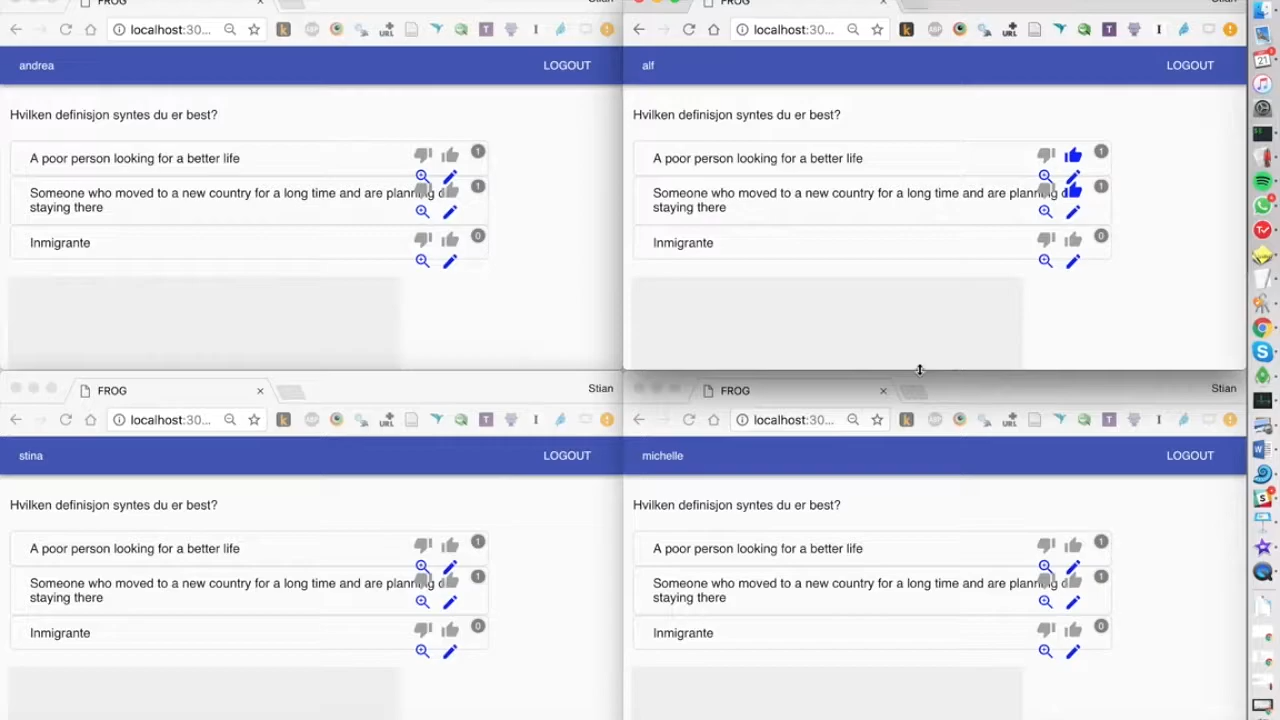 FROG
Stian
localhost:30...
URL
andrea
LOGOUT
Hvilken definisjon syntes du er best?
A poor person looking for a better life
1
Someone who moved to a new country for a long time and are planning
1
staying there
Inmigrante
0
FROG
Stian
localhost:30...
URL
alf
LOGOUT
Hvilken definisjon syntes du er best?
A poor person looking for a better life
1
Someone who moved to a new country for a long time and are planning
1
staying there
Inmigrante
0
FROG
Stian
localhost:30...
URL
stina
LOGOUT
Hvilken definisjon syntes du er best?
A poor person looking for a better life
1
Someone who moved to a new country for a long time and are planning
1
staying there
Inmigrante
0
FROG
Stian
localhost:30...
URL
michelle
LOGOUT
Hvilken definisjon syntes du er best?
A poor person looking for a better life
1
Someone who moved to a new country for a long time and are planning
1
staying there
Inmigrante
0
21